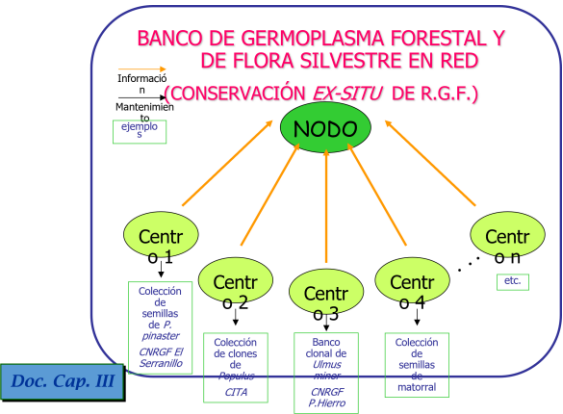 BANCO DE GERMOPLASMA FORESTAL Y
DE FLORA SILVESTRE EN RED
(CONSERVACIÓN EX-SITU DE R.G.F.)
Informació
n
Mantenimien
to
ejemplo
s
NODO
Centr
o 1
Centr
o 2
Centr
o 3
Centr
o 4
. . .
Centr
o n
Colección
de
semillas
de P.
pinaster
CNRGF El
Serranillo
Colección
de clones
de
Populus
CITA
Banco
clonal de
Ulmus
minor
CNRGF
P.Hierro
Colección
de
semillas
de
matorral
etc.
Doc. Cap. III